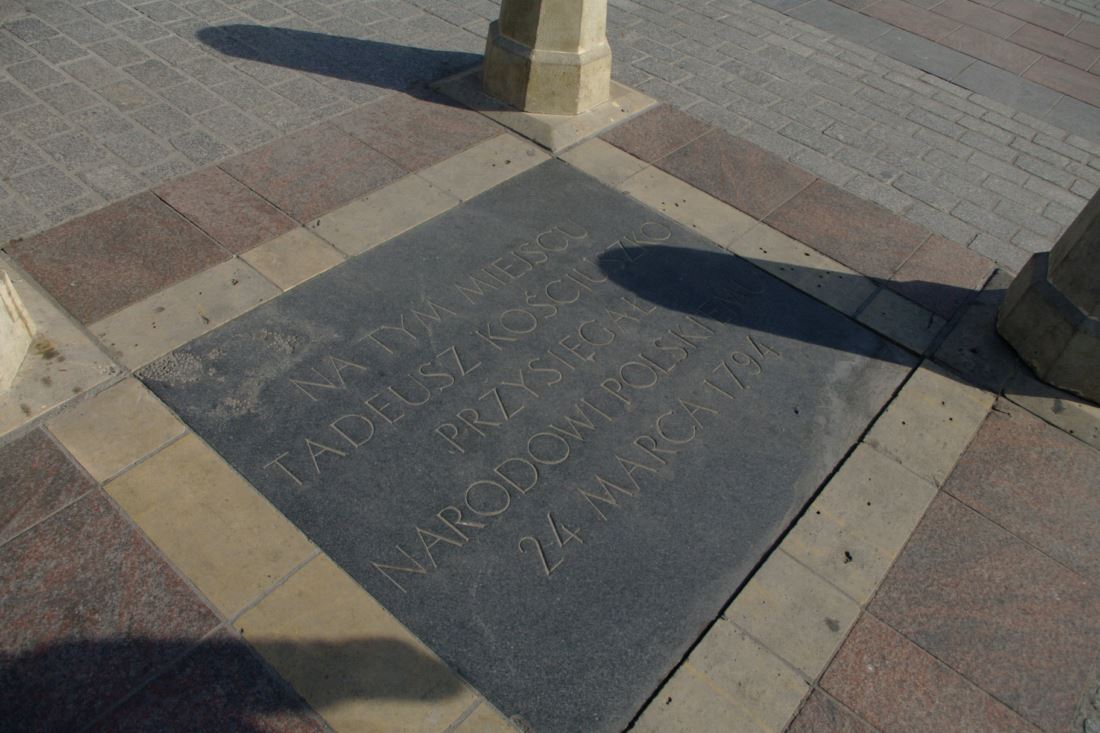 NA TYM MIEJSCU
TADEUSZ KOŚCIUSZKO
PRZYSIĘGAŁ
NARODOWI POLSKIEMU
24 MARCA 1794